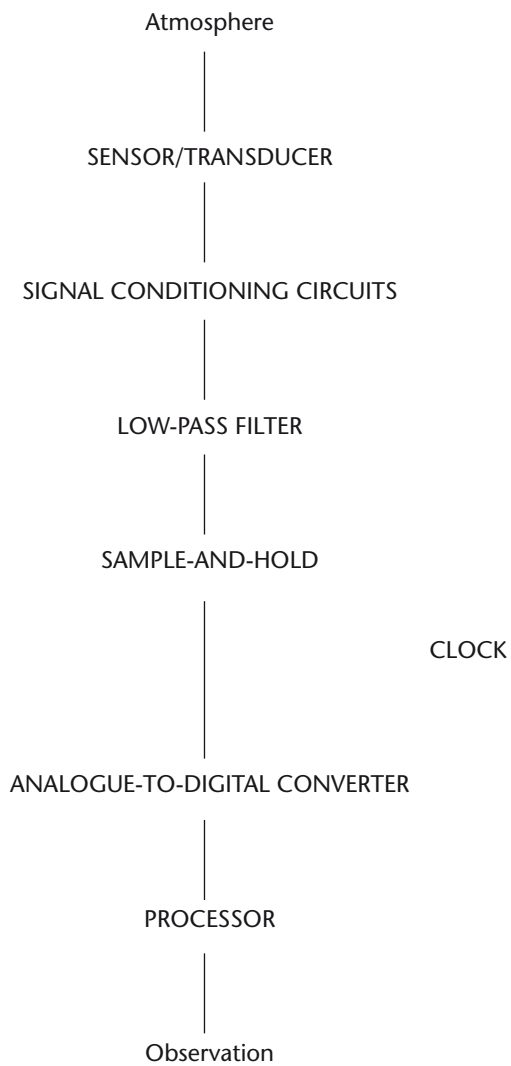 Atmosphere
SENSOR/TRANSDUCER
SIGNAL CONDITIONING CIRCUITS
LOW-PASS FILTER
SAMPLE-AND-HOLD
CLOCK
ANALOGUE-TO-DIGITAL CONVERTER
PROCESSOR
Observation